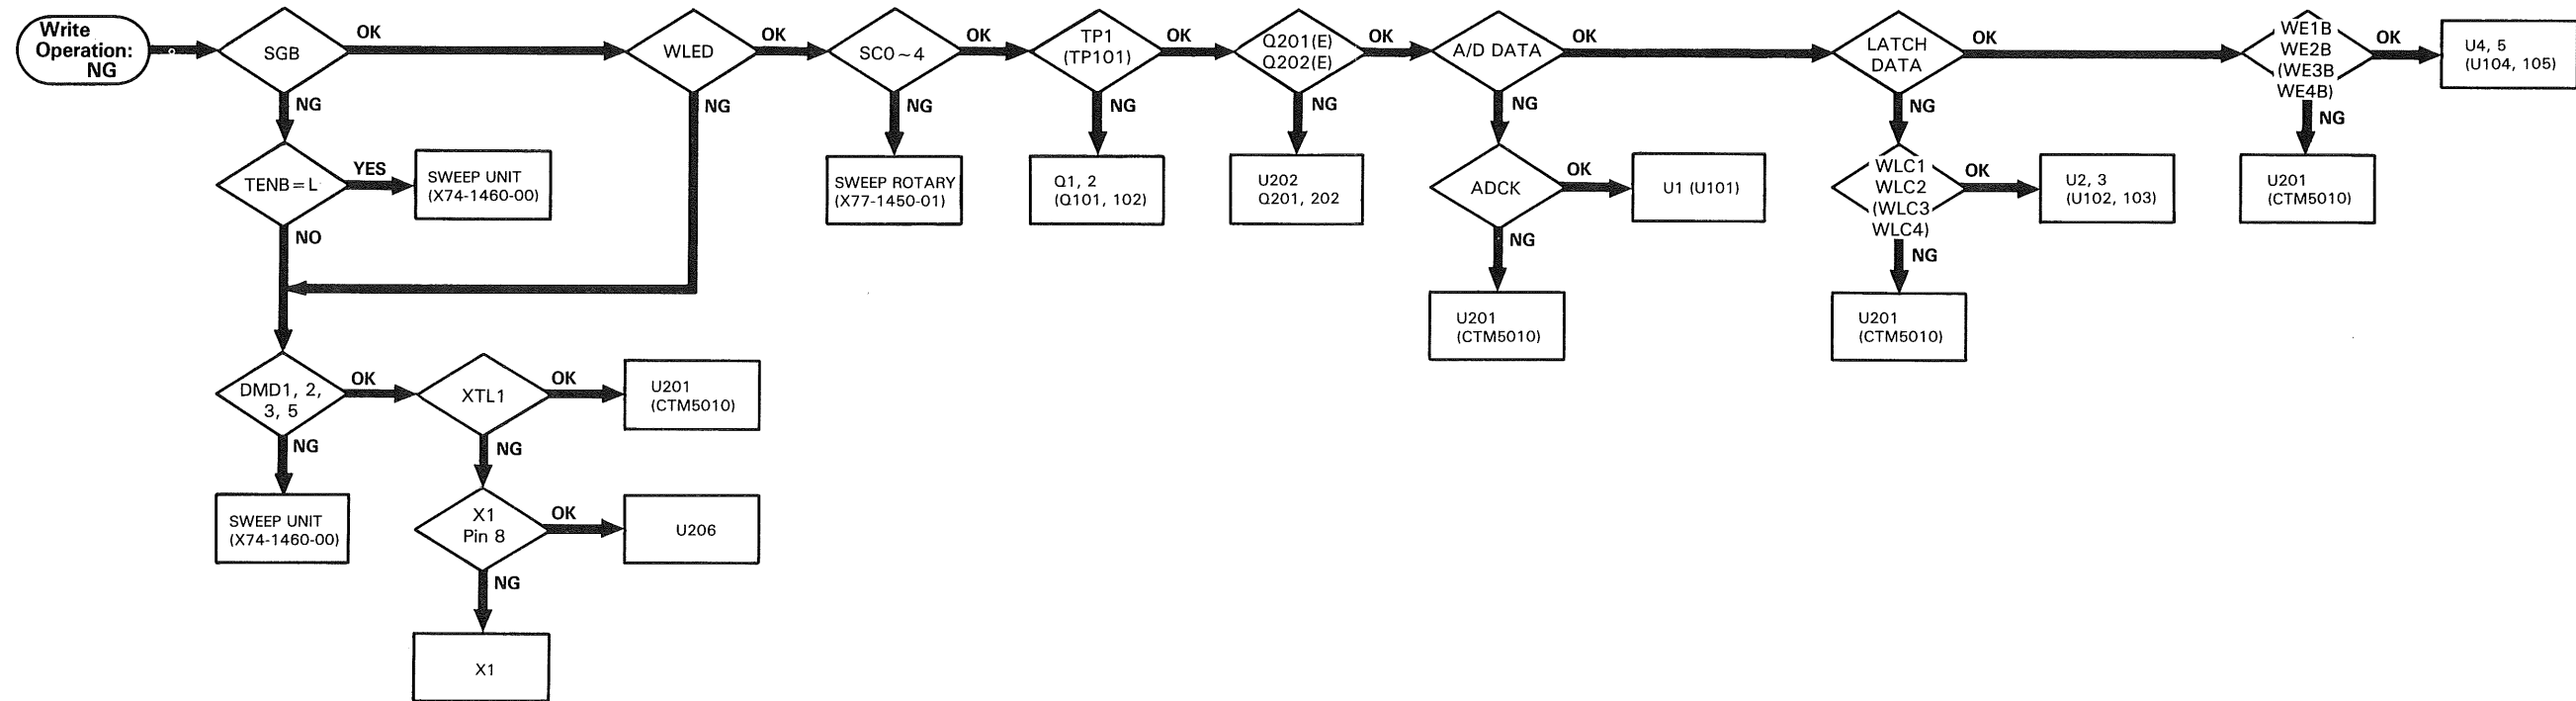 Write
Operation:
NG
SGB
OK
WLED
OK
SC0~4
OK
TP1
(TP101)
OK
Q201(E)
Q202(E)
OK
A/D DATA
OK
LATCH
DATA
OK
WE1B
WE2B
(WE3B
WE4B)
OK
U4, 5
(U104, 105)
NG
NG
NG
NG
NG
NG
NG
NG
TENB=L
YES
SWEEP UNIT
(X74-1460-00)
SWEEP ROTARY
(X77-1450-01)
Q1, 2
(Q101, 102)
U202
Q201, 202
ADCK
OK
U1 (U101)
WLC1
WLC2
(WLC3
WLC4)
OK
U2, 3
(U102, 103)
U201
(CTM5010)
NO
NG
NG
U201
(CTM5010)
U201
(CTM5010)
DMD1, 2,
3, 5
OK
XTL1
OK
U201
(CTM5010)
NG
NG
SWEEP UNIT
(X74-1460-00)
X1
Pin 8
OK
U206
NG
X1